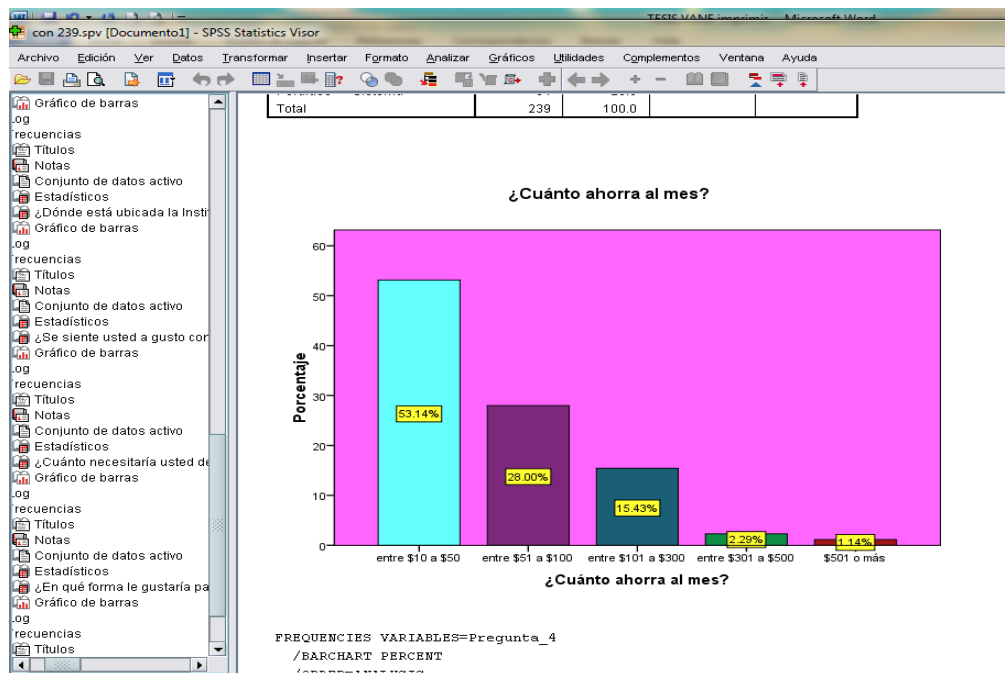 TESIS VANE imprimir - Microsoft Word
con 239.spv [Documento1] - SPSS Statistics Visor
Archivo Edición Ver Datos Transformar Insertar Formato Analizar Gráficos Utilidades Complementos Ventana Ayuda
Gráfico de barras
.og
recuencias
Títulos
Notas
Conjunto de datos activo
Estadísticos
¿Dónde está ubicada la Insti
Gráfico de barras
.og
recuencias
Títulos
Notas
Conjunto de datos activo
Estadísticos
¿Se siente usted a gusto cor
Gráfico de barras
.og
recuencias
Títulos
Notas
Conjunto de datos activo
Estadísticos
¿Cuánto necesitaría usted de
Gráfico de barras
.og
recuencias
Títulos
Notas
Conjunto de datos activo
Estadísticos
¿En qué forma le gustaría pa
Gráfico de barras
.og
recuencias
Títulos
Total 239 100.0
¿Cuánto ahorra al mes?
Porcentaje
60
50
40
30
20
10
0
53.14%
28.00%
15.43%
2.29%
1.14%
entre $10 a $50 entre $51 a $100 entre $101 a $300 entre $301 a $500 $501 o más
¿Cuánto ahorra al mes?
FREQUENCIES VARIABLES=Pregunta_4
/BARCHART PERCENT
/ORDER=ANALYSIS